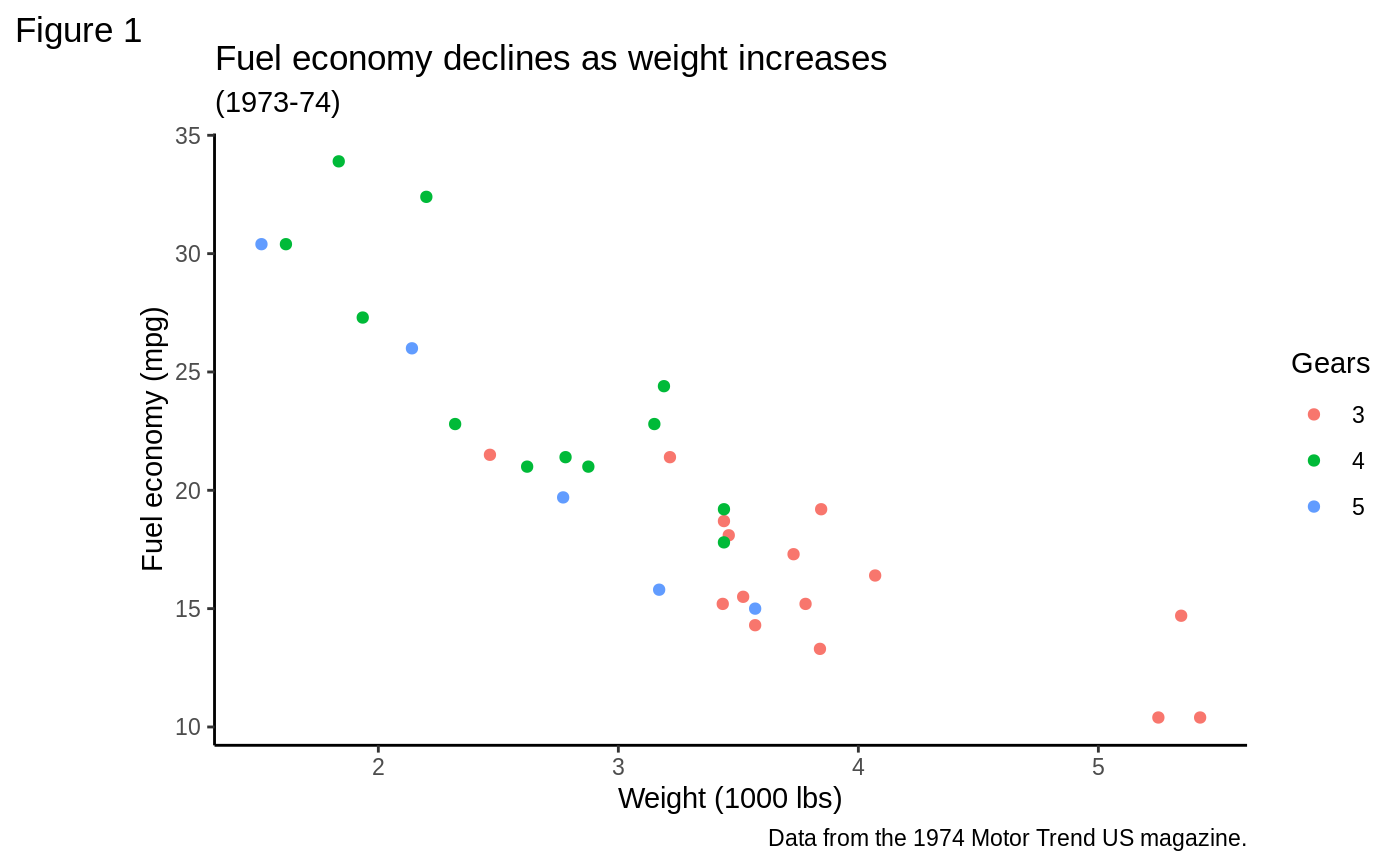 Figure 1
Fuel economy declines as weight increases
(1973-74)
35
30
25
20
15
10
Fuel economy (mpg)
2 3 4 5
Weight (1000 lbs)
Gears
3
4
5
Data from the 1974 Motor Trend US magazine.